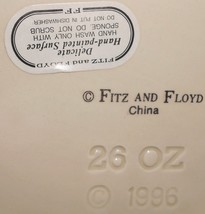 FF
FITZ AND FLOYD
Delicate
Hand-painted Surface
HAND WASH ONLY WITH
SPONGE. DO NOT SCRUB.
DO NOT PUT IN DISHWASHER
© FITZ AND FLOYD
China
26 OZ
© 1996